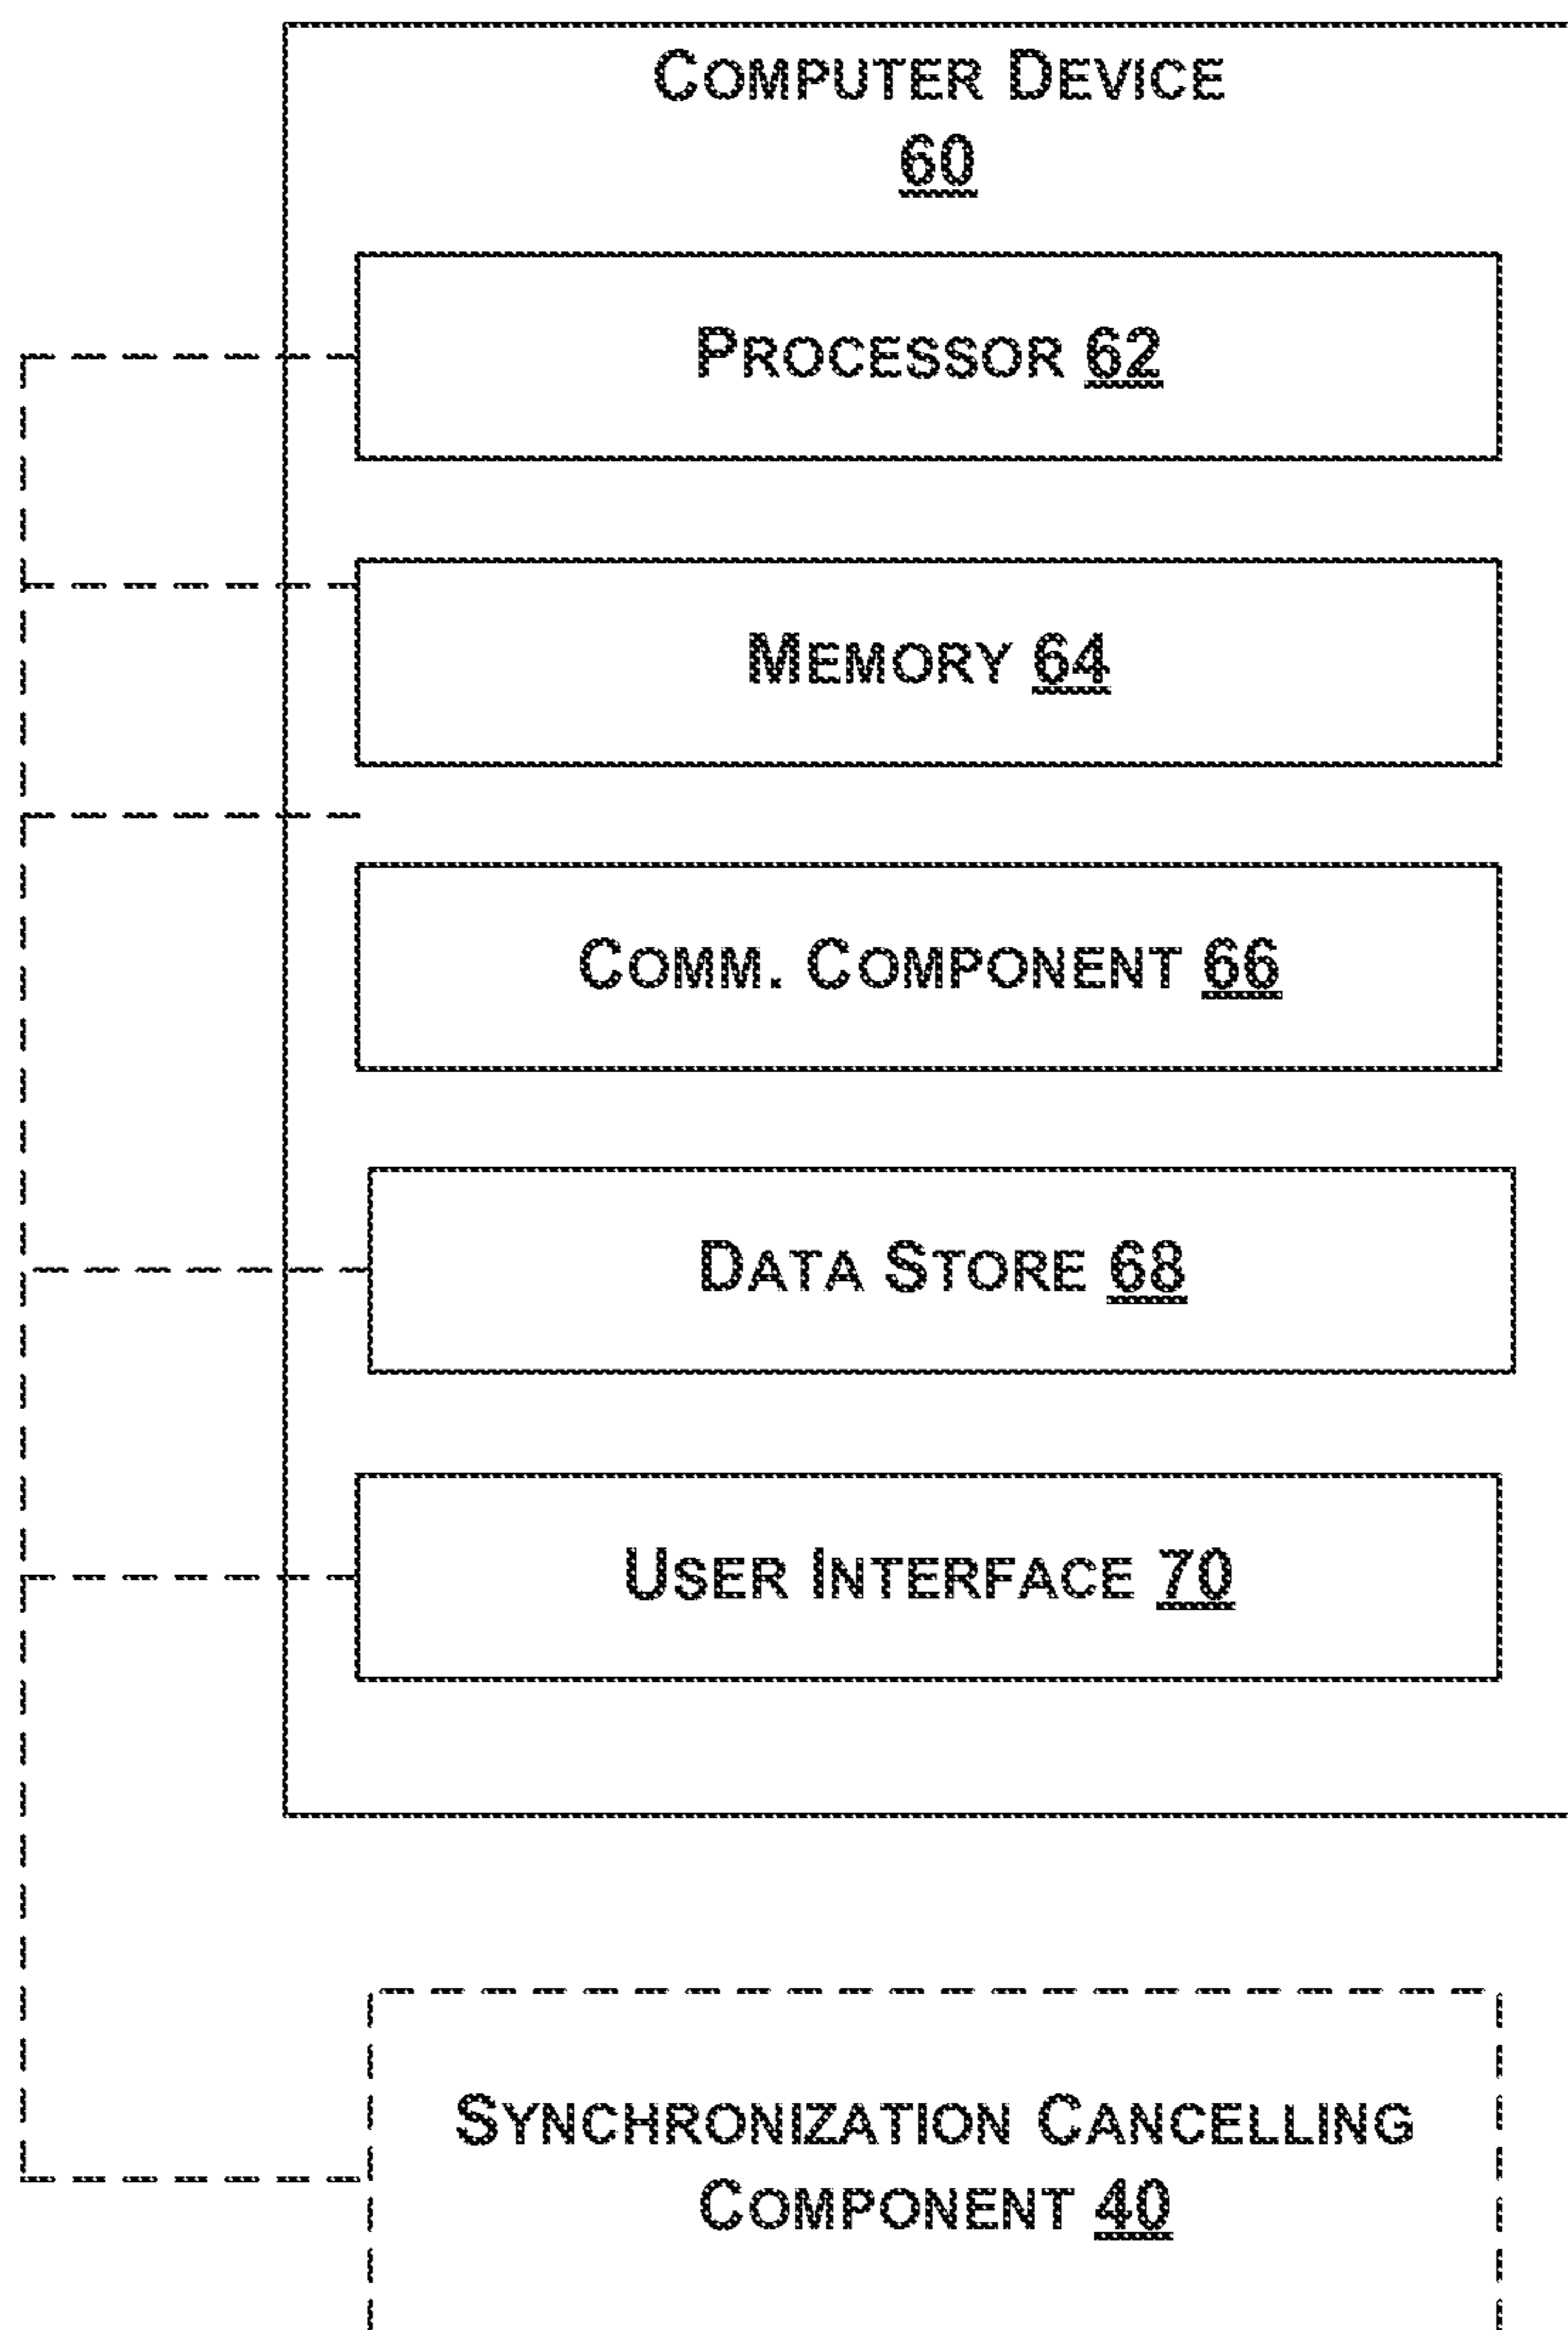 COMPUTER DEVICE
60
PROCESSOR 62
MEMORY 64
COMM. COMPONENT 66
DATA STORE 68
USER INTERFACE 70
SYNCHRONIZATION CANCELLING
COMPONENT 40